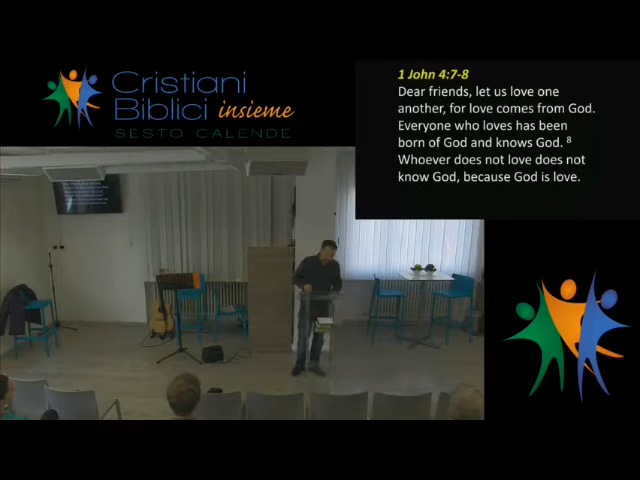 Cristiani
Biblici insieme
SESTO CALENDE
1 John 4:7-8
Dear friends, let us love one
another, for love comes from God.
Everyone who loves has been
born of God and knows God. 8
Whoever does not love does not
know God, because God is love.